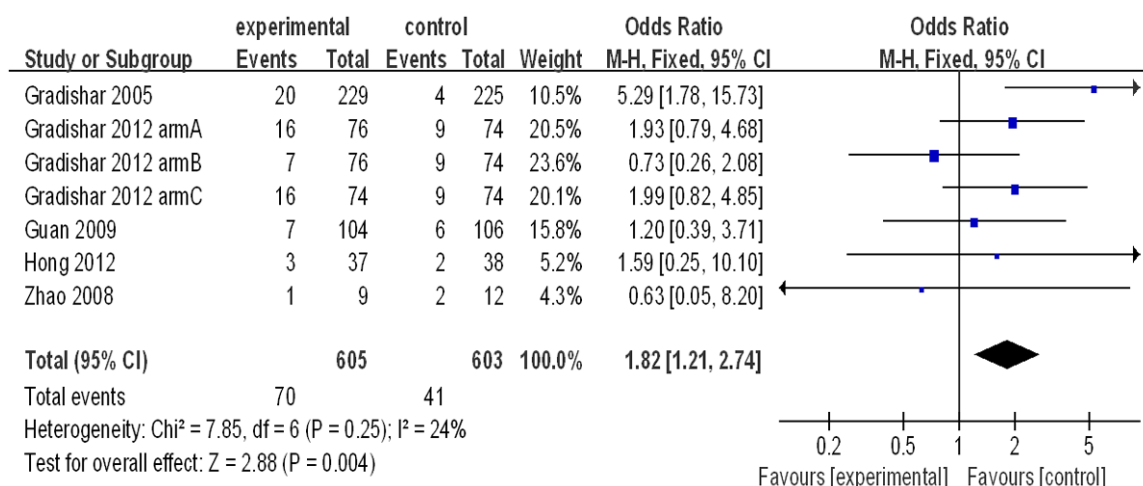 experimental control Odds Ratio Odds Ratio
Study or Subgroup Events Total Events Total Weight M-H, Fixed, 95% CI M-H, Fixed, 95% CI
Gradishar 2005 20 229 4 225 10.5% 5.29 [1.78, 15.73]
Gradishar 2012 armA 16 76 9 74 20.5% 1.93 [0.79, 4.68]
Gradishar 2012 armB 7 76 9 74 23.6% 0.73 [0.26, 2.08]
Gradishar 2012 armC 16 74 9 74 20.1% 1.99 [0.82, 4.85]
Guan 2009 7 104 6 106 15.8% 1.20 [0.39, 3.71]
Hong 2012 3 37 2 38 5.2% 1.59 [0.25, 10.10]
Zhao 2008 1 9 2 12 4.3% 0.63 [0.05, 8.20]
Total (95% CI) 605 603 100.0% 1.82 [1.21, 2.74]
Total events 70 41
Heterogeneity: Chi² = 7.85, df = 6 (P = 0.25); I² = 24%
Test for overall effect: Z = 2.88 (P = 0.004)
0.2 0.5 1 2 5
Favours [experimental] Favours [control]